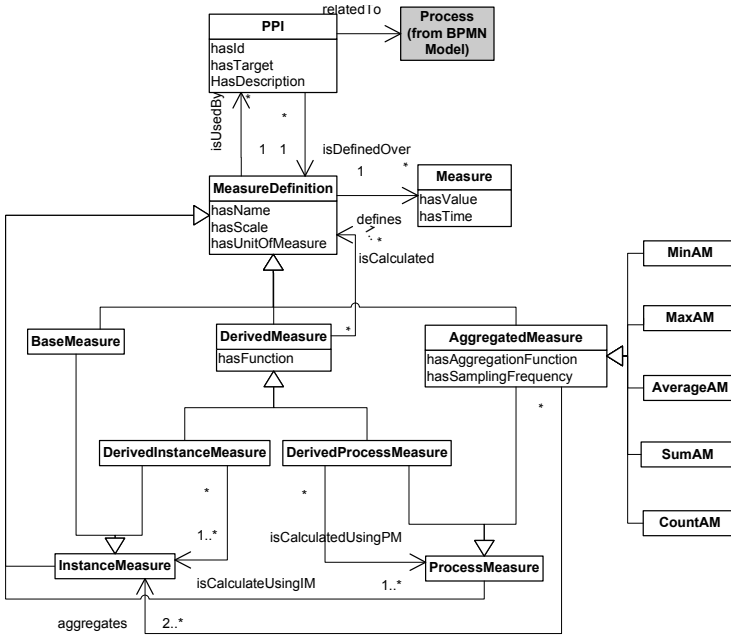 relatedTo
PPI
hasId
hasTarget
HasDescription
Process
(from BPMN
Model)
isUsedBy
*
*
1
1
isDefinedOver
1
*
MeasureDefinition
hasName
hasScale
hasUnitOfMeasure
Measure
hasValue
hasTime
defines
*
isCalculated
*
BaseMeasure
DerivedMeasure
hasFunction
AggregatedMeasure
hasAggregationFunction
hasSamplingFrequency
MinAM
MaxAM
AverageAM
SumAM
CountAM
*
DerivedInstanceMeasure
DerivedProcessMeasure
*
*
1..*
isCalculatedUsingPM
InstanceMeasure
ProcessMeasure
isCalculateUsingIM
1..*
aggregates
2..*